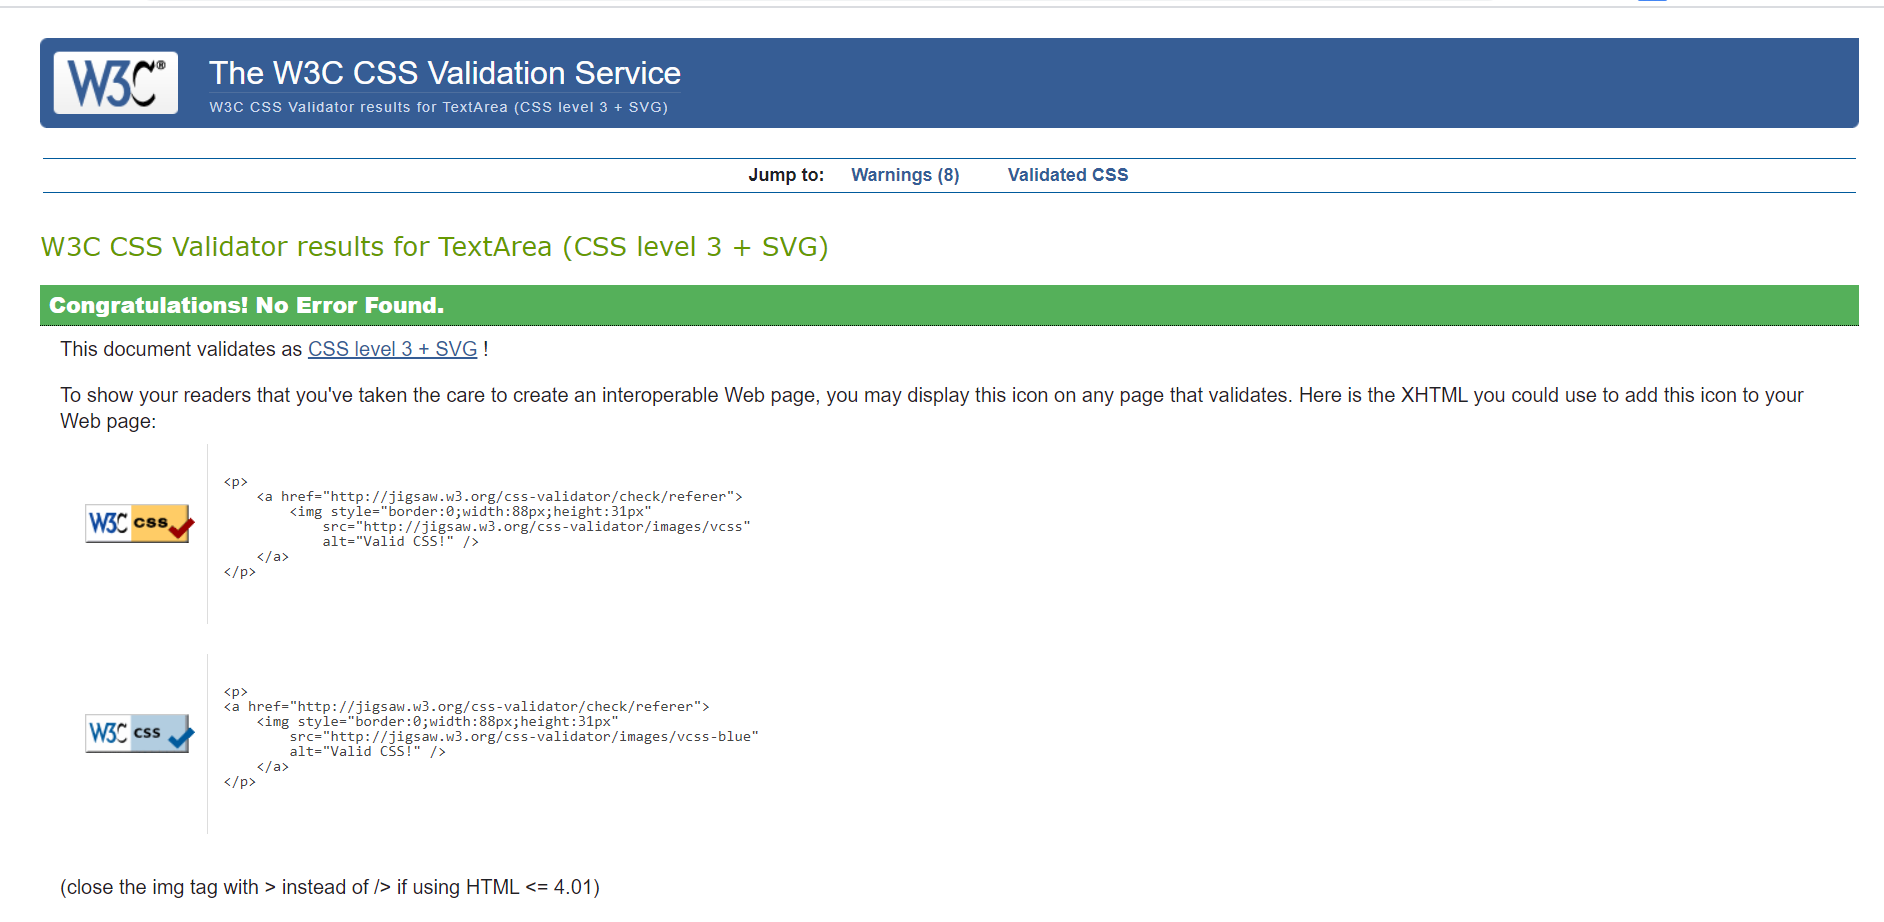 W3C®
The W3C CSS Validation Service
W3C CSS Validator results for TextArea (CSS level 3 + SVG)
Jump to: Warnings (8) Validated CSS
W3C CSS Validator results for TextArea (CSS level 3 + SVG)
Congratulations! No Error Found.
This document validates as CSS level 3 + SVG !
To show your readers that you've taken the care to create an interoperable Web page, you may display this icon on any page that validates. Here is the XHTML you could use to add this icon to your
Web page:
W3C css
<p>
    <a href="http://jigsaw.w3.org/css-validator/check/referer">
        <img style="border:0;width:88px;height:31px"
            src="http://jigsaw.w3.org/css-validator/images/vcss"
            alt="Valid CSS!" />
    </a>
</p>
W3C css
<p>
<a href="http://jigsaw.w3.org/css-validator/check/referer">
    <img style="border:0;width:88px;height:31px"
        src="http://jigsaw.w3.org/css-validator/images/vcss-blue"
        alt="Valid CSS!" />
    </a>
</p>
(close the img tag with > instead of /> if using HTML <= 4.01)